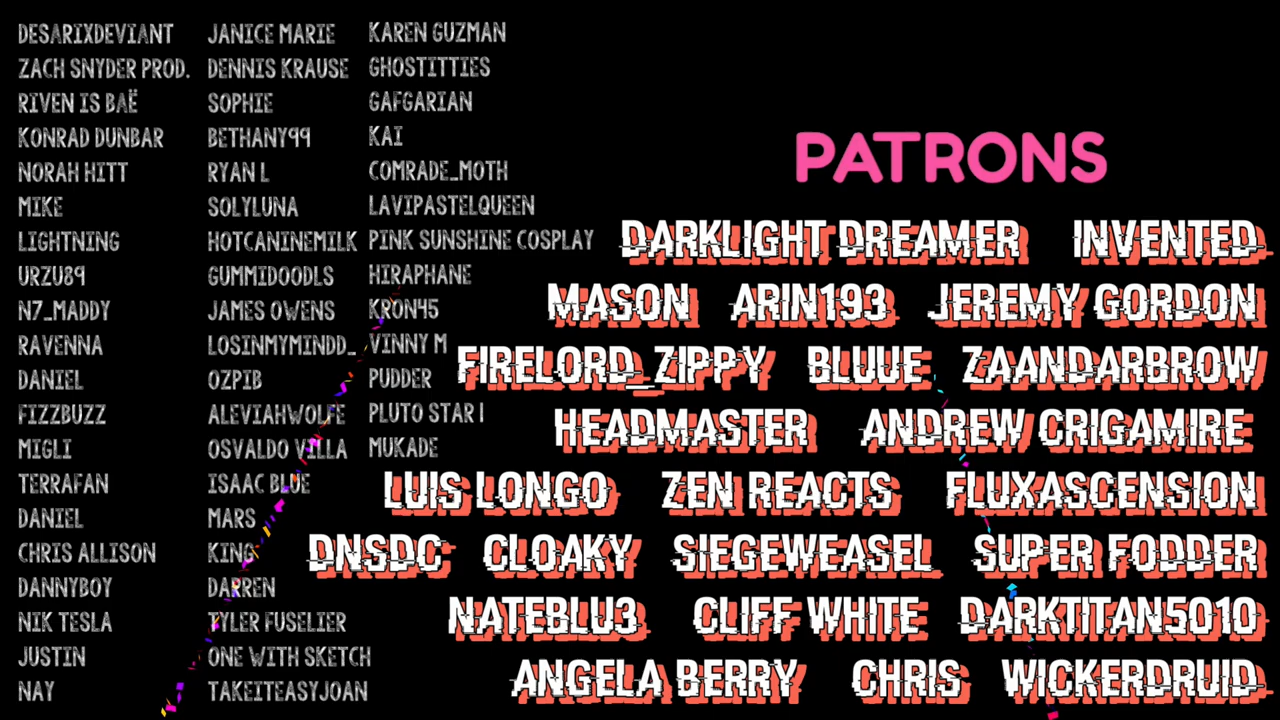 DESARIXDEVIANT
ZACH SNYDER PROD.
RIVEN IS BAË
KONRAD DUNBAR
NORAH HITT
MIKE
LIGHTNING
URZU89
N7_MADDY
RAVENNA
DANIEL
FIZZBUZZ
MIGLI
TERRAFAN
DANIEL
CHRIS ALLISON
DANNYBOY
NIK TESLA
JUSTIN
NAY
JANICE MARIE
DENNIS KRAUSE
SOPHIE
BETHANY99
RYAN L
SOLYLUNA
HOTCANINEMILK
GUMMIDOODLS
JAMES OWENS
LOSINMYMINDD_
OZPIB
ALEVIAHWOLFE
OSVALDO VILLA
ISAAC BLUE
MARS
KING
DARREN
TYLER FUSELIER
ONE WITH SKETCH
TAKEITEASYJOAN
KAREN GUZMAN
GHOSTITTIES
GAFGARIAN
KAI
COMRADE_MOTH
LAVIPASTELQUEEN
PINK SUNSHINE COSPLAY
HIRAPHANE
KRON45
VINNY M
PUDDER
PLUTO STAR 1
MUKADE
PATRONS
DARKLIGHT DREAMER INVENTED_
MASON ARIN193 JEREMY GORDON
FIRELORD_ZIPPY BLUUE ZAANDARBROW
HEADMASTER ANDREW CRIGAMIRE
LUIS LONGO ZEN REACTS FLUXASCENSION
DNSDC CLOAKY SIEGEWEASEL SUPER FODDER
NATEBLU3 CLIFF WHITE DARKTITAN5010
ANGELA BERRY CHRIS WICKERDRUID